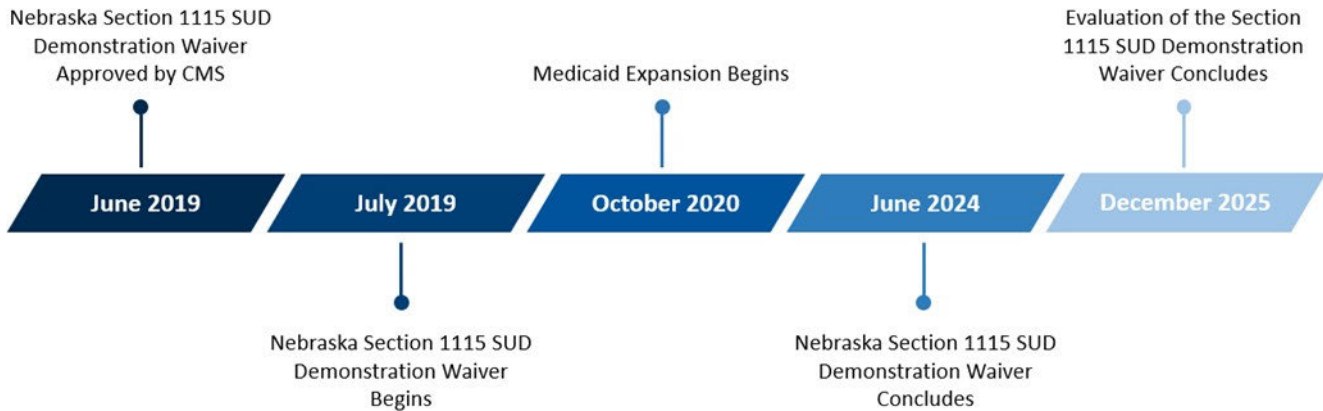 Nebraska Section 1115 SUD
Demonstration Waiver
Approved by CMS
Medicaid Expansion Begins
Evaluation of the Section
1115 SUD Demonstration
Waiver Concludes
June 2019
July 2019
October 2020
June 2024
December 2025
Nebraska Section 1115 SUD
Demonstration Waiver
Begins
Nebraska Section 1115 SUD
Demonstration Waiver
Concludes